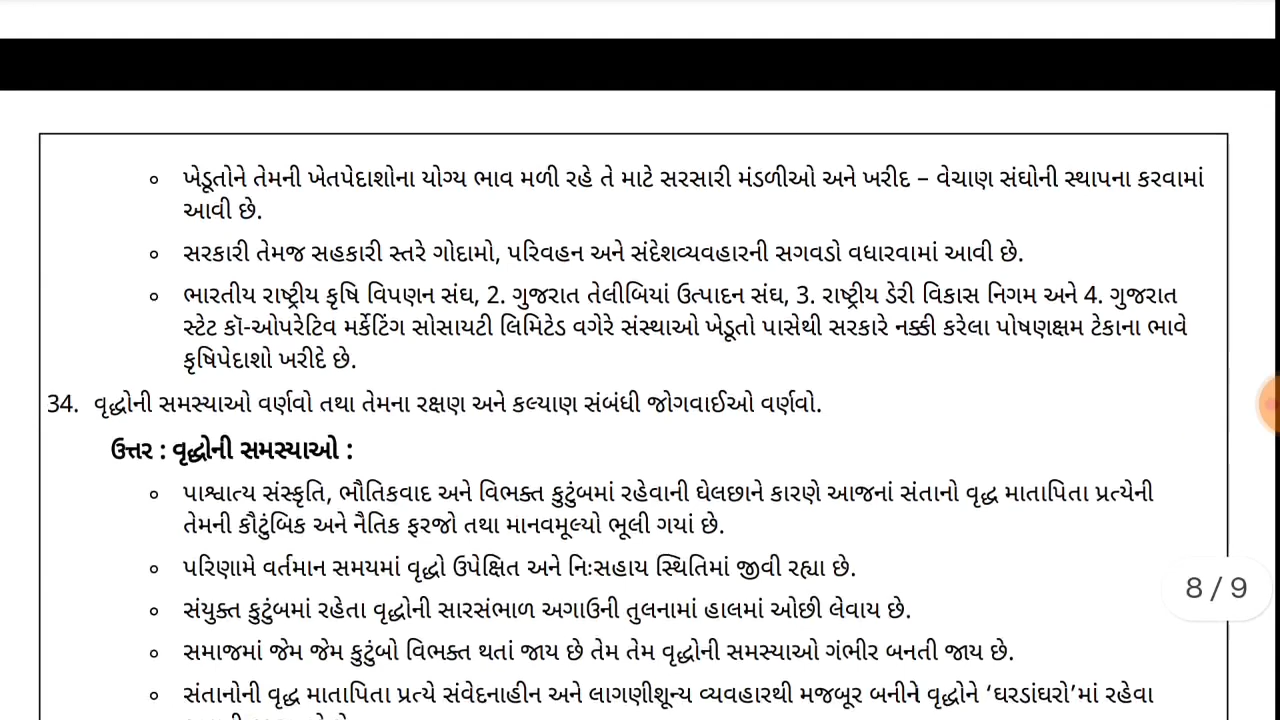 ખેડૂતોને તેમની ખેતપેદાશોના યોગ્ય ભાવ મળી રહે તે માટે સરસારી મંડળીઓ અને ખરીદ – વેચાણ સંઘોની સ્થાપના કરવામાં
આવી છે.
સરકારી તેમજ સહકારી સ્તરે ગોદામો, પરિવહન અને સંદેશવ્યવહારની સગવડો વધારવામાં આવી છે.
ભારતીય રાષ્ટ્રીય કૃષિ વિપણન સંઘ, 2. ગુજરાત તેલીબિયાં ઉત્પાદન સંઘ, 3. રાષ્ટ્રીય ડેરી વિકાસ નિગમ અને 4. ગુજરાત
સ્ટેટ કૉ-ઓપરેટિવ મર્કેટિંગ સોસાયટી લિમિટેડ વગેરે સંસ્થાઓ ખેડૂતો પાસેથી સરકારે નક્કી કરેલા પોષણક્ષમ ટેકાના ભાવે
કૃષિપેદાશો ખરીદે છે.
34. વૃદ્ધોની સમસ્યાઓ વર્ણવો તથા તેમના રક્ષણ અને કલ્યાણ સંબંધી જોગવાઈઓ વર્ણવો.
ઉત્તર : વૃદ્ધોની સમસ્યાઓ :
પાશ્વાત્ય સંસ્કૃતિ, ભૌતિકવાદ અને વિભક્ત કુટુંબમાં રહેવાની ઘેલછાને કારણે આજનાં સંતાનો વૃદ્ધ માતાપિતા પ્રત્યેની
તેમની કૌટુંબિક અને નૈતિક ફરજો તથા માનવમૂલ્યો ભૂલી ગયાં છે.
પરિણામે વર્તમાન સમયમાં વૃદ્ધો ઉપેક્ષિત અને નિઃસહાય સ્થિતિમાં જીવી રહ્યા છે.
8 / 9
સંયુક્ત કુટુંબમાં રહેતા વૃદ્ધોની સારસંભાળ અગાઉની તુલનામાં હાલમાં ઓછી લેવાય છે.
સમાજમાં જેમ જેમ કુટુંબો વિભક્ત થતાં જાય છે તેમ તેમ વૃદ્ધોની સમસ્યાઓ ગંભીર બનતી જાય છે.
સંતાનોની વૃદ્ધ માતાપિતા પ્રત્યે સંવેદનાહીન અને લાગણીશૂન્ય વ્યવહારથી મજબૂર બનીને વૃદ્ધોને ‘ઘરડાંઘરો’માં રહેવા